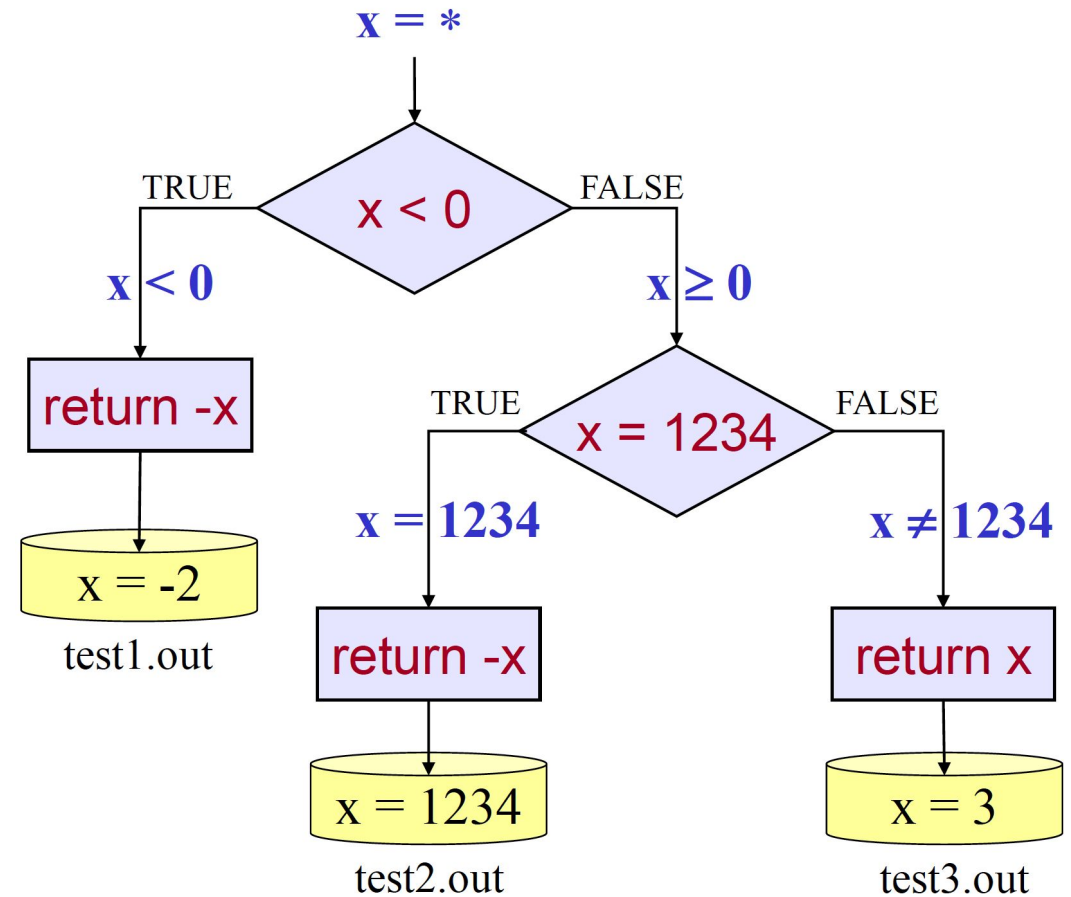 x = *
x < 0
TRUE
FALSE
x < 0
x ≥ 0
return -x
x = 1234
TRUE
FALSE
x = 1234
x ≠ 1234
x = -2
test1.out
return -x
return x
x = 1234
x = 3
test2.out
test3.out